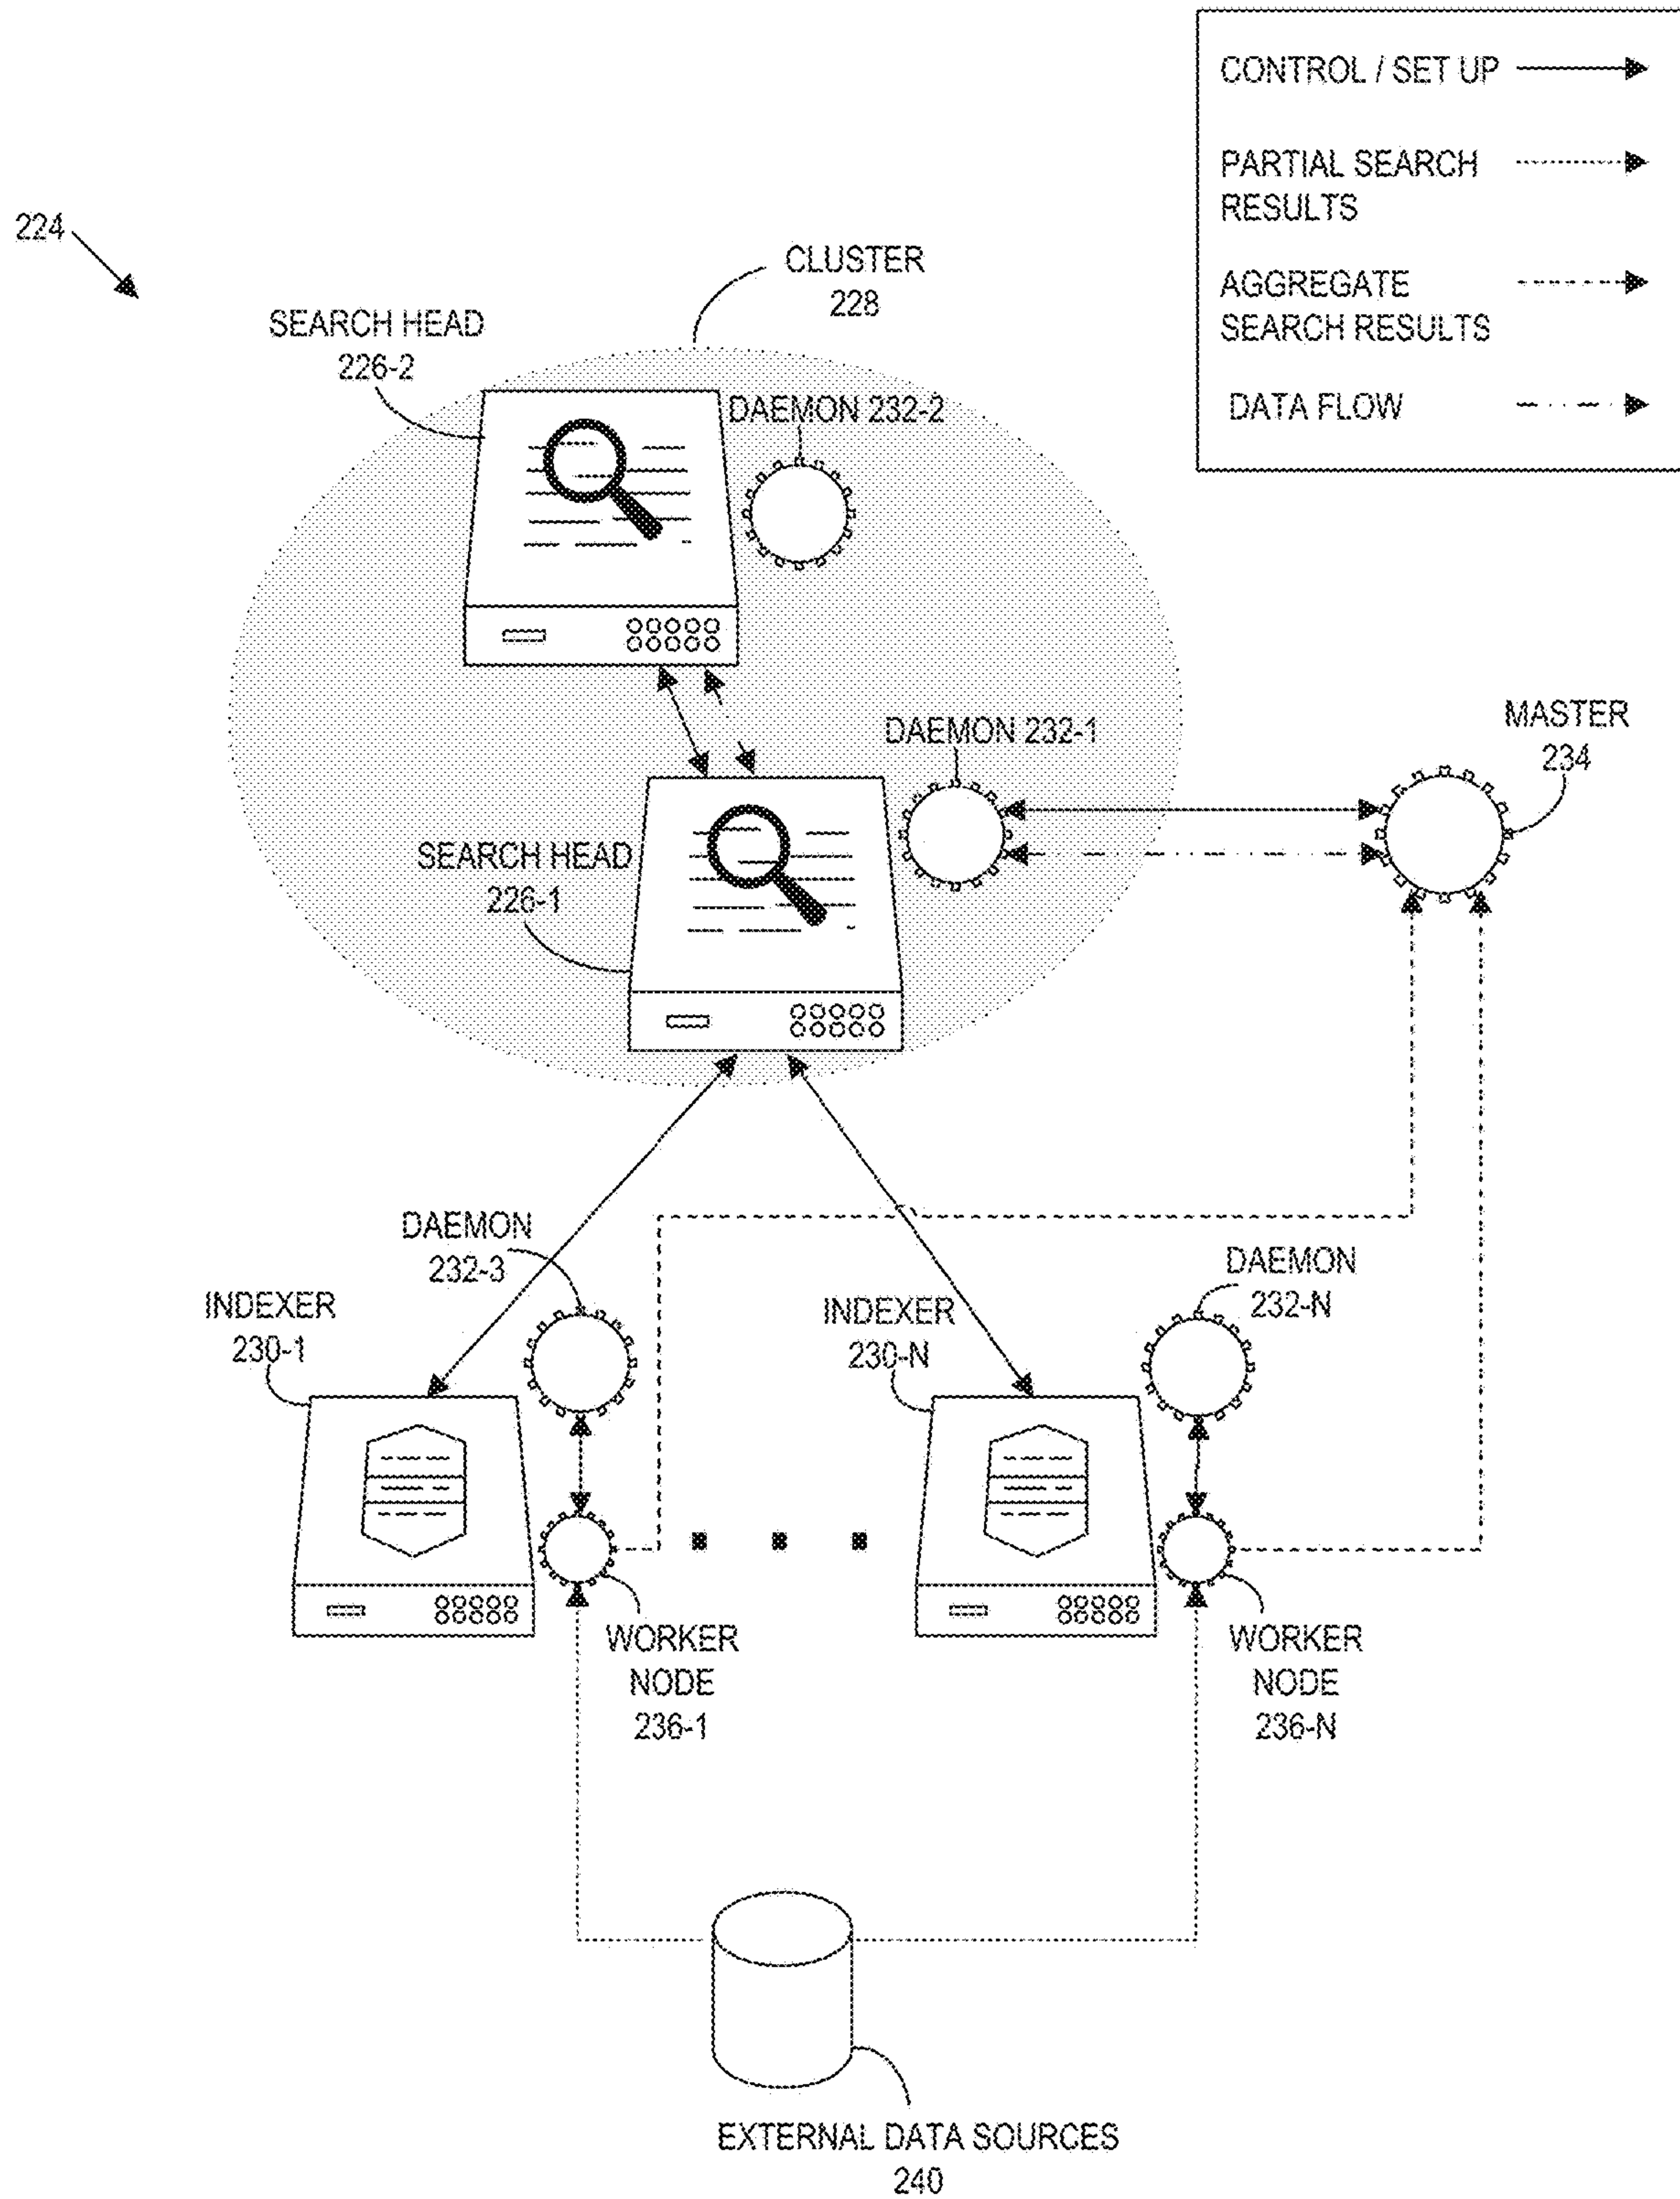 CONTROL / SET UP
PARTIAL SEARCH
RESULTS
AGGREGATE
SEARCH RESULTS
DATA FLOW
224
CLUSTER
228
SEARCH HEAD
226-2
DAEMON 232-2
DAEMON 232-1
MASTER
234
SEARCH HEAD
226-1
DAEMON
232-3
INDEXER
230-1
INDEXER
230-N
DAEMON
232-N
WORKER
NODE
236-1
WORKER
NODE
236-N
EXTERNAL DATA SOURCES
240